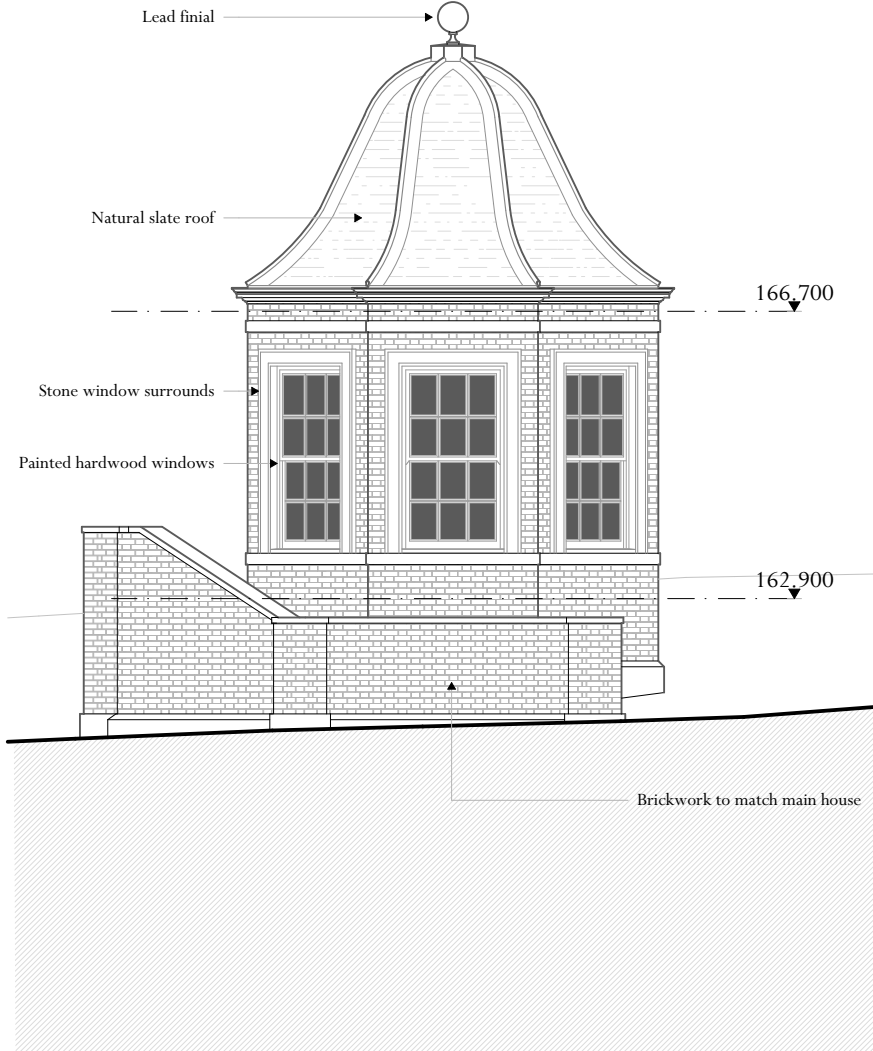 Lead finial
Natural slate roof
166.700
Stone window surrounds
Painted hardwood windows
162.900
Brickwork to match main house